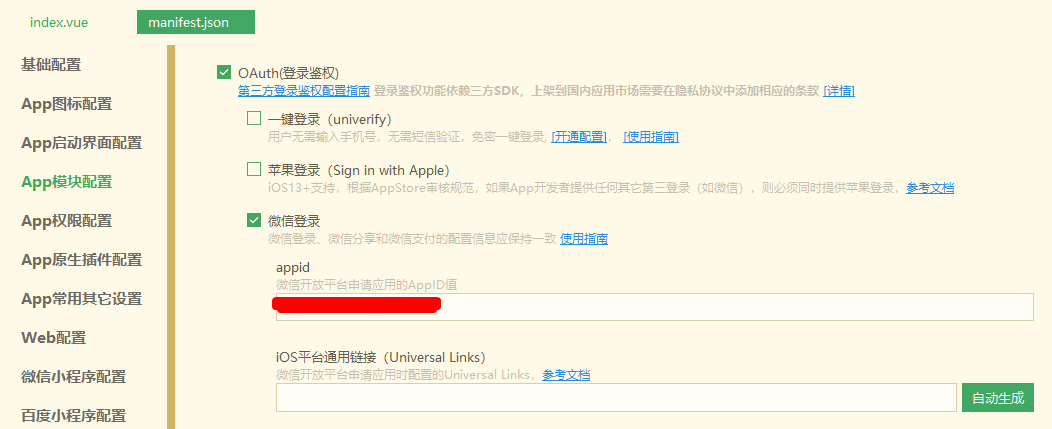 index.vue
manifest.json
基础配置
App图标配置
App启动界面配置
App模块配置
App权限配置
App原生插件配置
App常用其它设置
Web配置
微信小程序配置
百度小程序配置
OAuth(登录鉴权)
第三方登录鉴权配置指南 登录鉴权功能依赖三方SDK，上架到国内应用市场需要在隐私协议中添加相应的条款 [详情]
一键登录（univerify）
用户无需输入手机号，无需短信验证，免密一键登录, [开通配置]， [使用指南]
苹果登录（Sign in with Apple）
iOS13+支持，根据AppStore审核规范，如果App开发者提供任何其它第三登录（如微信），则必须同时提供苹果登录，参考文档
微信登录
微信登录、微信分享和微信支付的配置信息应保持一致 使用指南
appid
微信开放平台申请应用的AppID值
iOS平台通用链接（Universal Links）
微信开放平台申请应用时配置的Universal Links，参考文档
自动生成